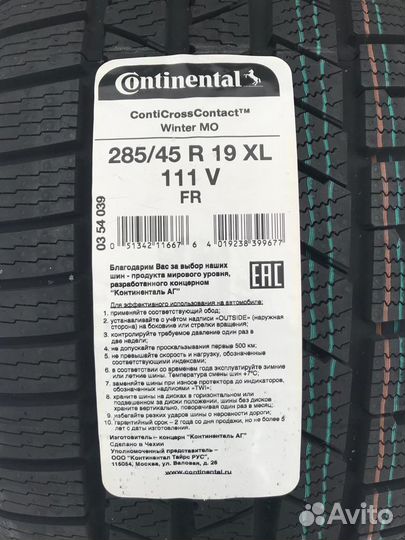 Continental
ContiCrossContact™
Winter MO
285/45 R 19 XL
111 V
FR
03 54 039
0 51342 11667 6
4 019238 399677
Благодарим Вас за выбор наших
шин - продукта мирового уровня,
разработанного концерном
"Континенталь АГ"
EAC
Для эффективного использования на автомобиле:
1. применяйте соответствующий обод;
2. устанавливайте с учётом надписи «OUTSIDE» (наружная
сторона) на боковине или стрелки вращения;
3. контролируйте требуемое давление один раз в
две недели;
4. не допускайте проскальзывания первые 500 км;
5. не превышайте скорость и нагрузку, обозначенные
соответствующими индексами;
6. в соответствии со временем года эксплуатируйте зимние
или летние шины. Температура смены шин +7°C;
7. заменяйте шины при износе протектора до индикаторов,
обозначенных надписями «TWI»;
8. храните шины на дисках в горизонтальном или
подвешенном за диски положении, шины без дисков
храните вертикально, поворачивая один раз в месяц;
9. избегайте резких ударов шины о неровности дороги;
10. гарантийный срок - 2 года со дня продажи, но не более 5
лет с даты изготовления.
Изготовитель - концерн "Континенталь АГ"
Сделано в Чехии
Уполномоченный представитель
ООО "Континентал Тайрс РУС",
115054, Москва, ул. Валовая, д. 26
www.continental.ru
Avito